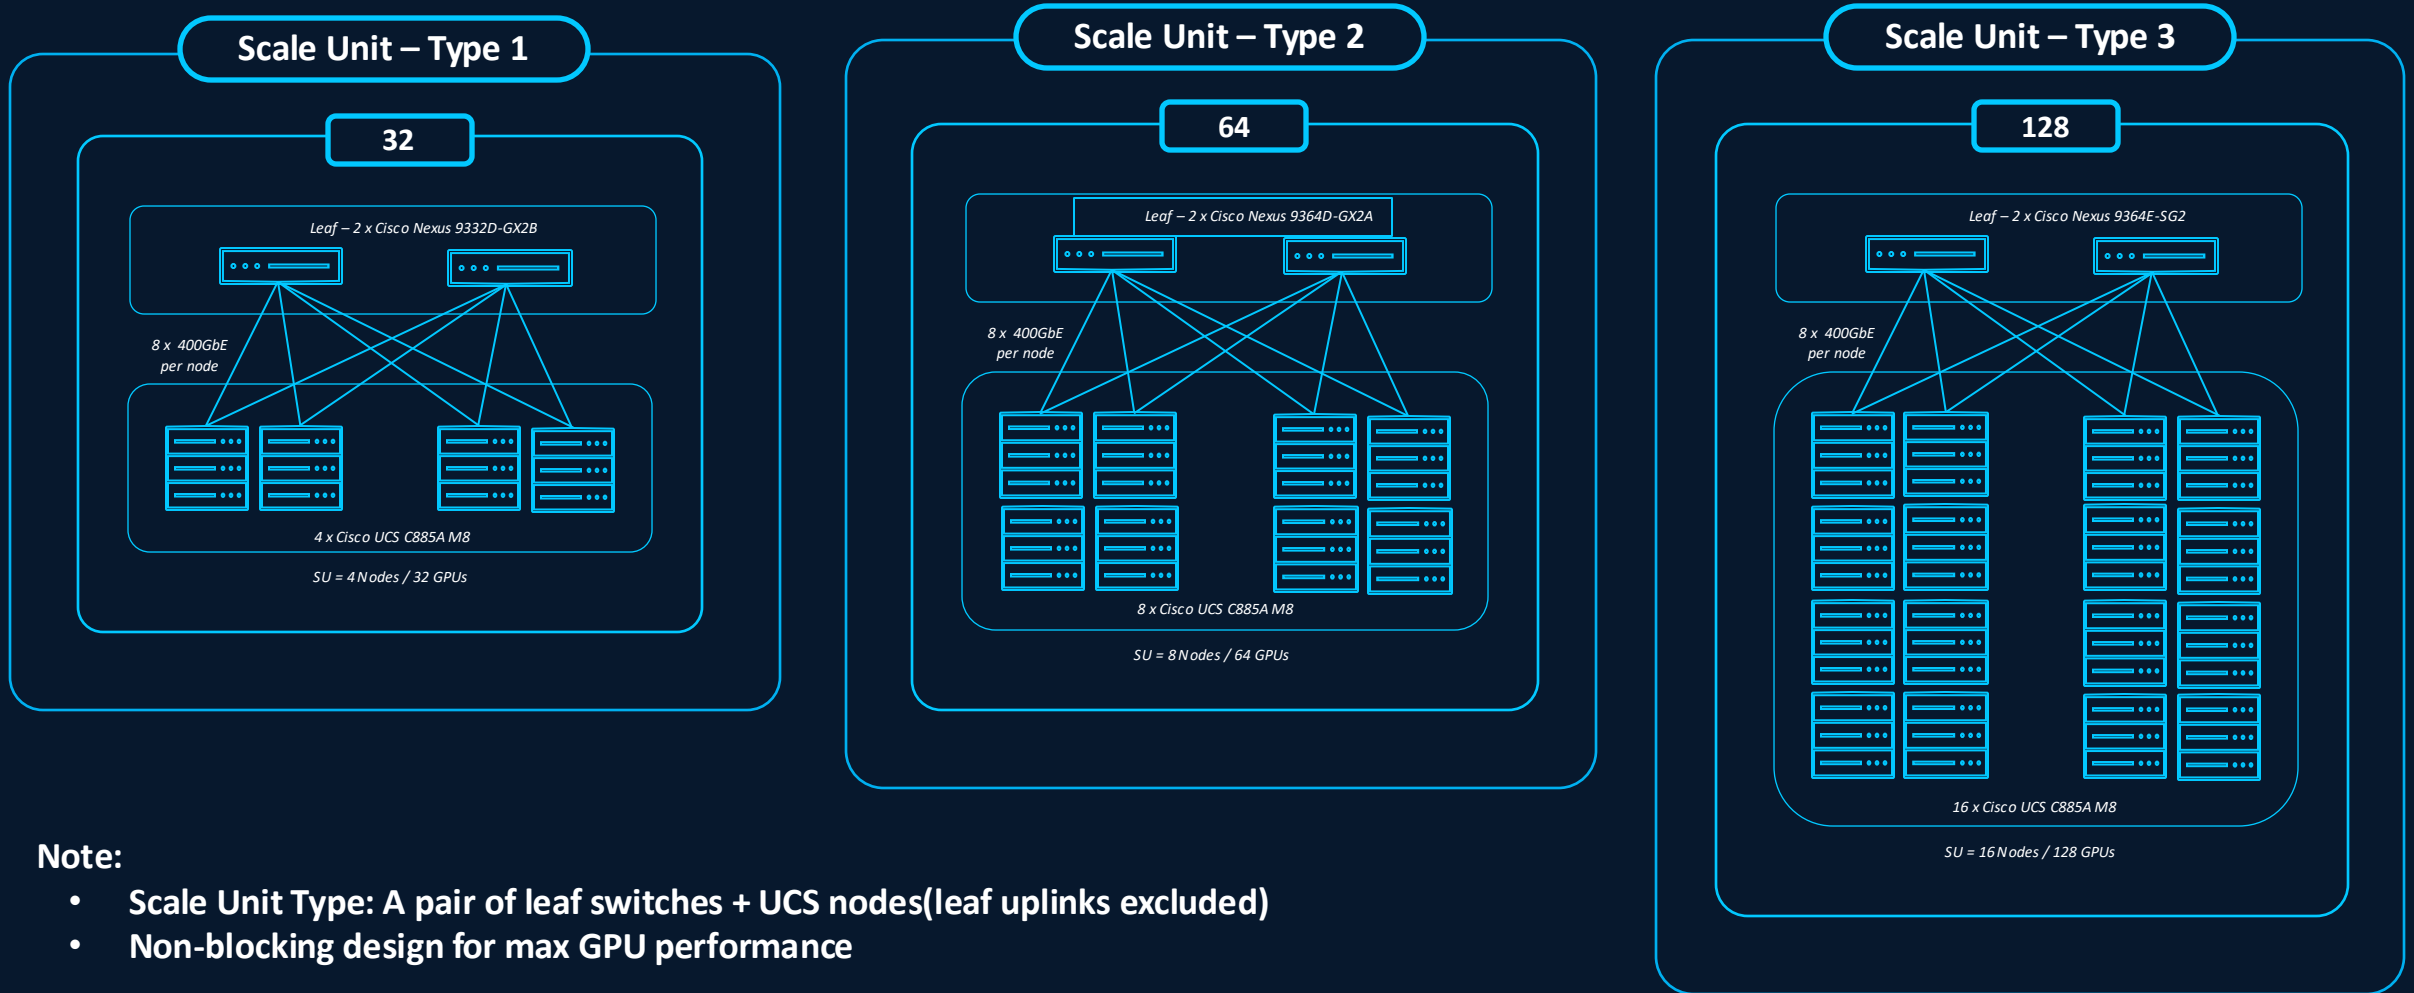 Scale Unit – Type 1
32
Leaf – 2 x Cisco Nexus 9332D-GX2B
8 x 400GbE
per node
4 x Cisco UCS C885A M8
SU = 4 Nodes / 32 GPUs
Scale Unit – Type 2
64
Leaf – 2 x Cisco Nexus 9364D-GX2A
8 x 400GbE
per node
8 x Cisco UCS C885A M8
SU = 8 Nodes / 64 GPUs
Scale Unit – Type 3
128
Leaf – 2 x Cisco Nexus 9364E-SG2
8 x 400GbE
per node
16 x Cisco UCS C885A M8
SU = 16 Nodes / 128 GPUs
Note:
• Scale Unit Type: A pair of leaf switches + UCS nodes(leaf uplinks excluded)
• Non-blocking design for max GPU performance